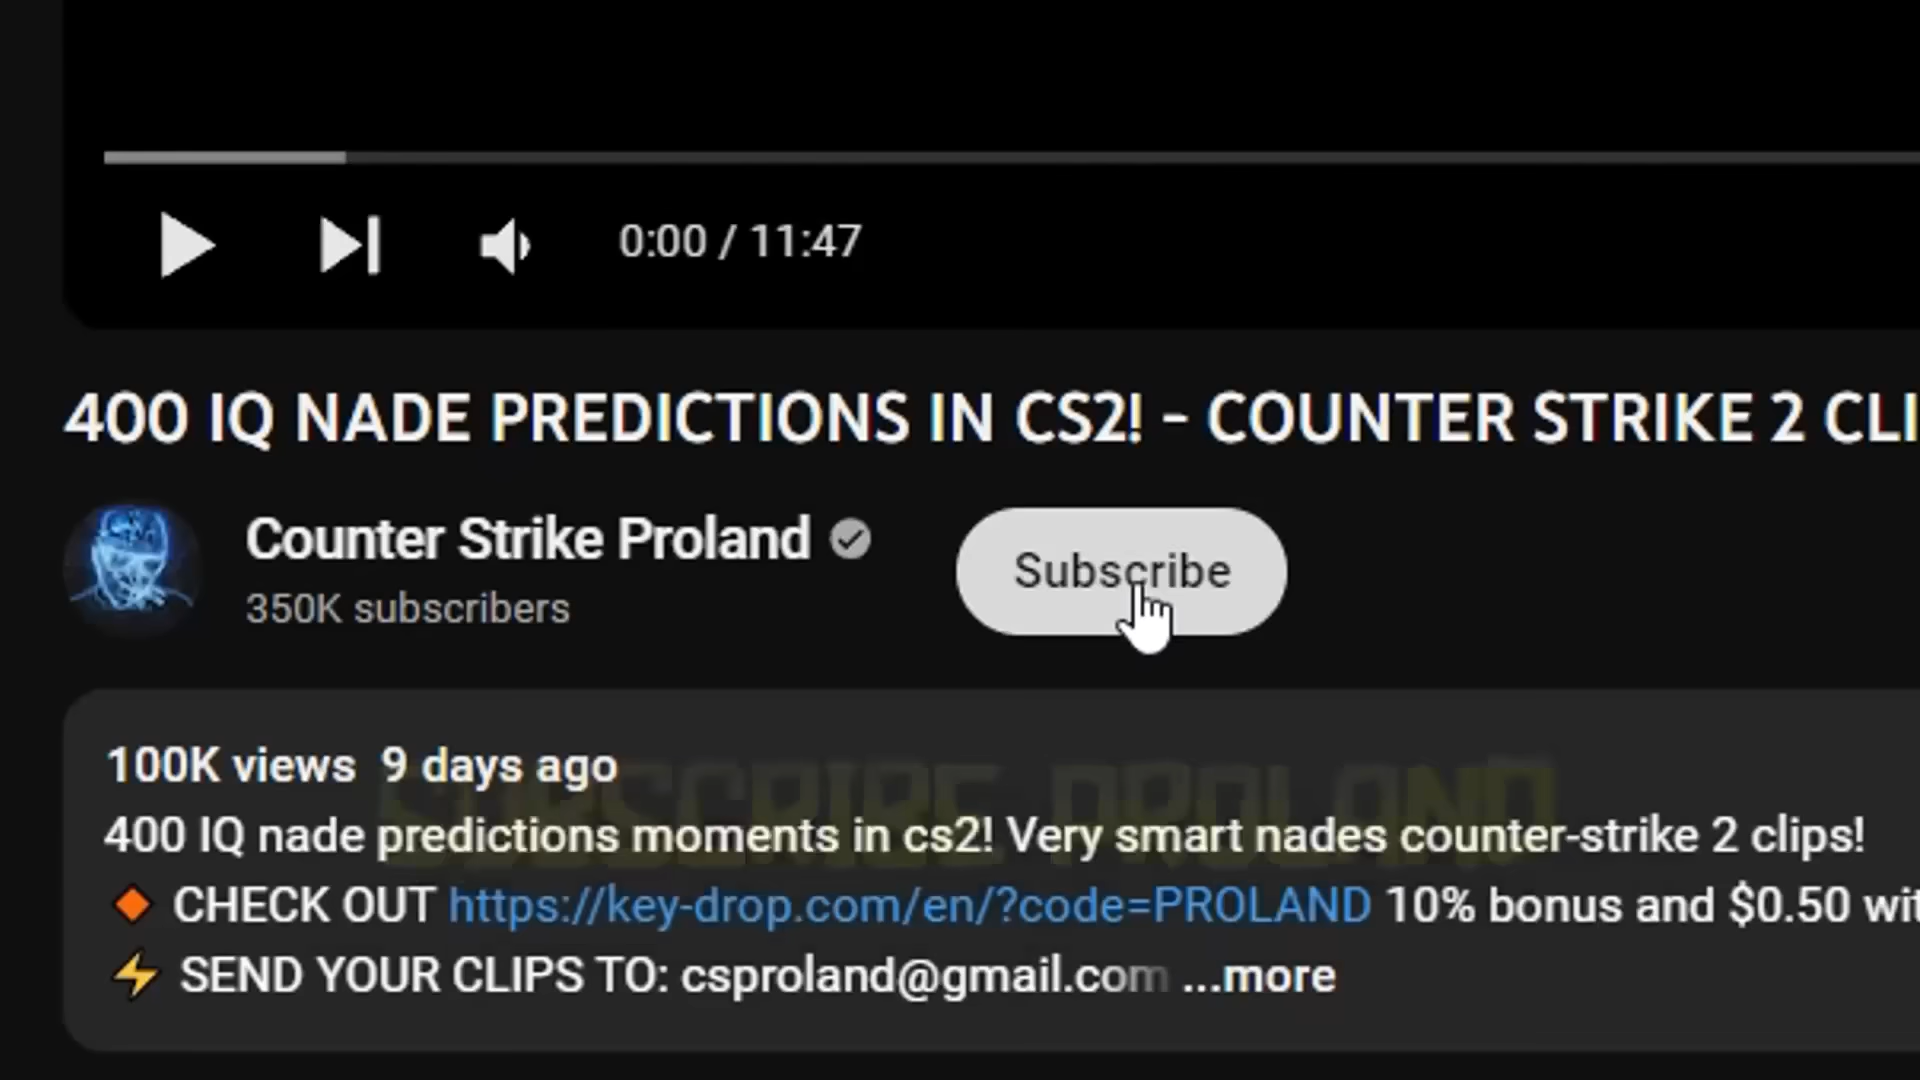 0:00 / 11:47
400 IQ NADE PREDICTIONS IN CS2! - COUNTER STRIKE 2 CLI
Counter Strike Proland
350K subscribers
Subscribe
100K views 9 days ago
SUBSCRIBE PROLAND
400 IQ nade predictions moments in cs2! Very smart nades counter-strike 2 clips!
CHECK OUT https://key-drop.com/en/?code=PROLAND 10% bonus and $0.50 wit
SEND YOUR CLIPS TO: csproland@gmail.com ...more